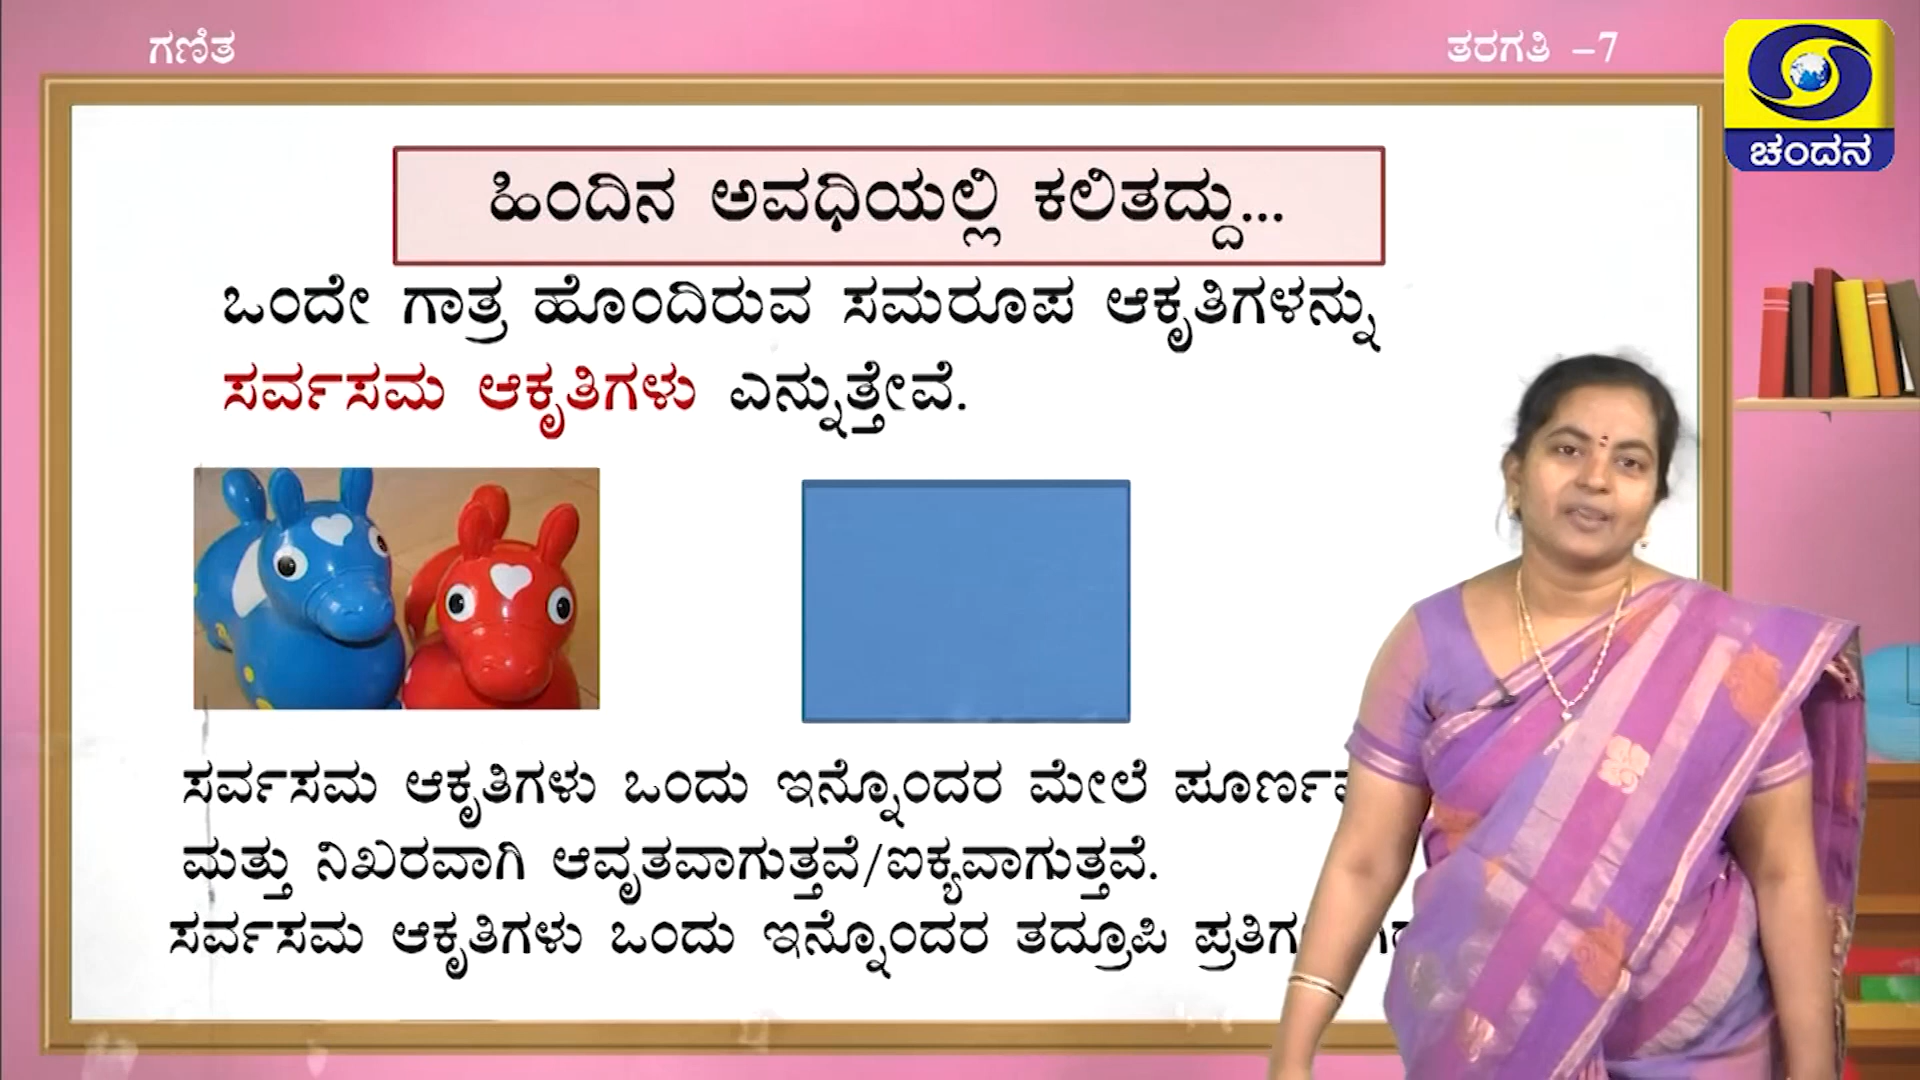 ಗಣಿತ
ತರಗತಿ –7
ಚಂದನ
ಹಿಂದಿನ ಅವಧಿಯಲ್ಲಿ ಕಲಿತದ್ದು...
ಒಂದೇ ಗಾತ್ರ ಹೊಂದಿರುವ ಸಮರೂಪ ಆಕೃತಿಗಳನ್ನು
ಸರ್ವಸಮ ಆಕೃತಿಗಳು ಎನ್ನುತ್ತೇವೆ.
ಸರ್ವಸಮ ಆಕೃತಿಗಳು ಒಂದು ಇನ್ನೊಂದರ ಮೇಲೆ
ಮತ್ತು ನಿಖರವಾಗಿ ಆವೃತವಾಗುತ್ತವೆ/ಐಕ್ಯವಾಗುತ್ತವೆ.
ಸರ್ವಸಮ ಆಕೃತಿಗಳು ಒಂದು ಇನ್ನೊಂದರ ತದ್ರೂಪಿ